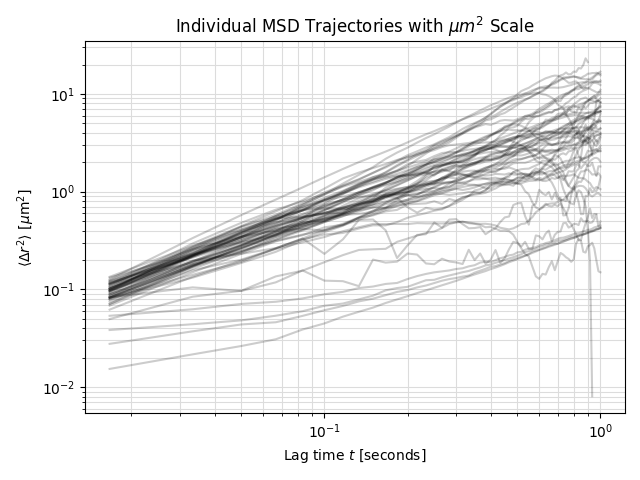 Individual MSD Trajectories with μm² Scale
10¹
10⁰
10⁻¹
10⁻²
⟨Δr²⟩ [μm²]
10⁻¹ 10⁰
Lag time t [seconds]